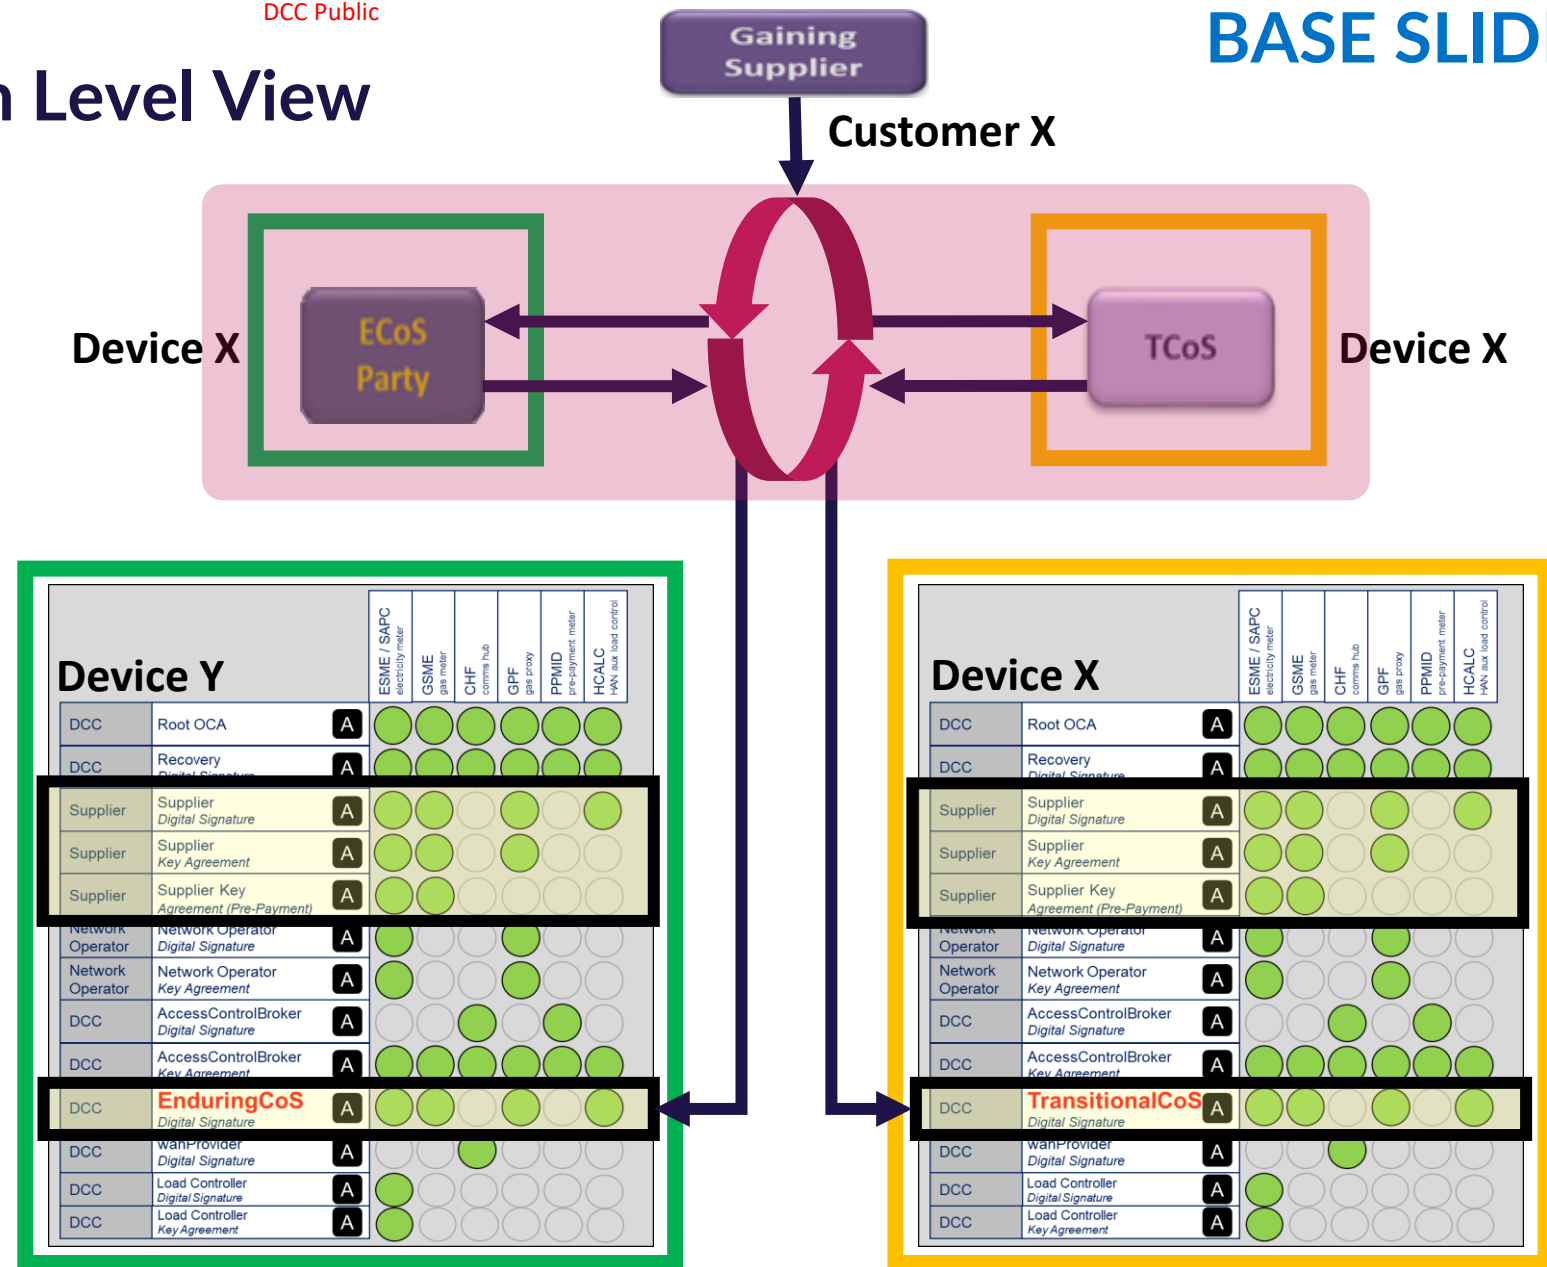 DCC Public
BASE SLID
Level View
Gaining
Supplier
Customer X
Device X
ECoS
Party
TCoS
Device X
Device Y
ESME / SAPC
electricity meter
GSME
gas meter
CHF
comms hub
GPF
gas proxy
PPMID
pre-payment meter
HCALC
HAN aux load control
DCC Root OCA A
DCC Recovery A
Digital Signature
Supplier Supplier A
Digital Signature
Supplier Supplier A
Key Agreement
Supplier Supplier Key A
Agreement (Pre-Payment)
Network Operator Network Operator A
Digital Signature
Network Operator Network Operator A
Key Agreement
DCC AccessControlBroker A
Digital Signature
DCC AccessControlBroker A
Key Agreement
DCC EnduringCoS A
Digital Signature
DCC wanProvider A
Digital Signature
DCC Load Controller A
Digital Signature
DCC Load Controller A
Key Agreement
Device X
ESME / SAPC
electricity meter
GSME
gas meter
CHF
comms hub
GPF
gas proxy
PPMID
pre-payment meter
HCALC
HAN aux load control
DCC Root OCA A
DCC Recovery A
Digital Signature
Supplier Supplier A
Digital Signature
Supplier Supplier A
Key Agreement
Supplier Supplier Key A
Agreement (Pre-Payment)
Network Operator Network Operator A
Digital Signature
Network Operator Network Operator A
Key Agreement
DCC AccessControlBroker A
Digital Signature
DCC AccessControlBroker A
Key Agreement
DCC TransitionalCoS A
Digital Signature
DCC wanProvider A
Digital Signature
DCC Load Controller A
Digital Signature
DCC Load Controller A
Key Agreement